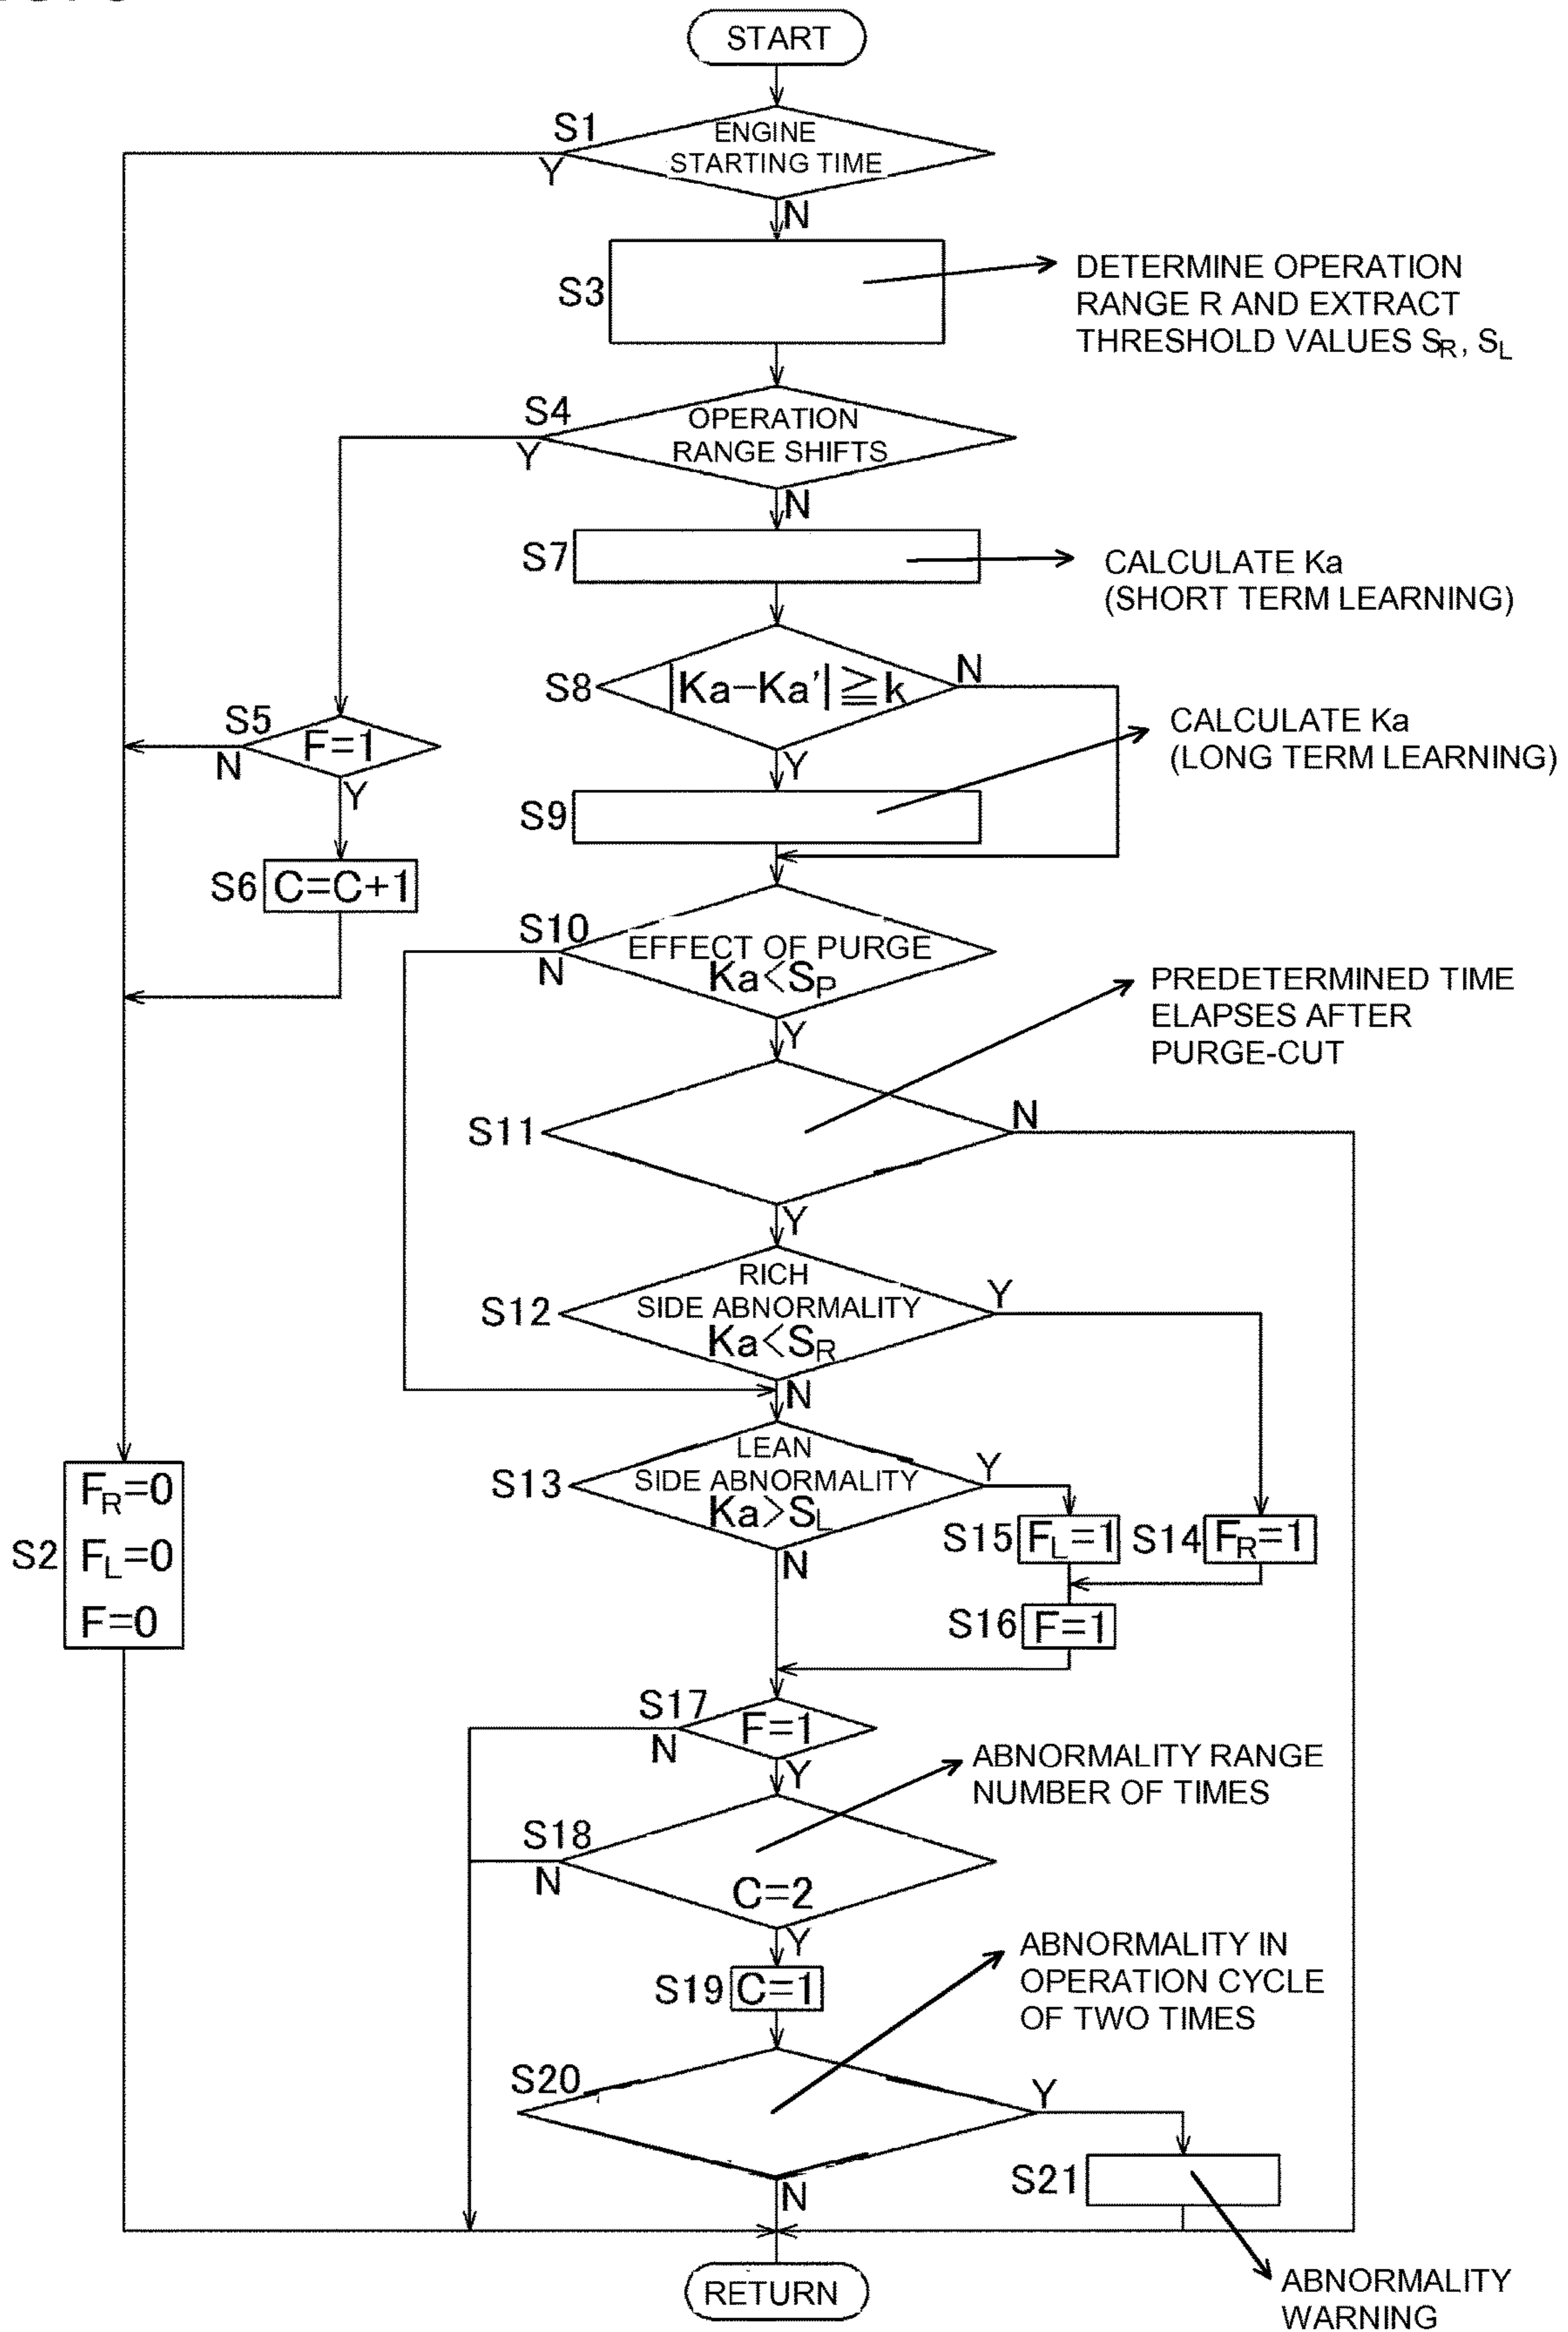 START
S1
ENGINE
STARTING TIME
Y
N
S3
DETERMINE OPERATION
RANGE R AND EXTRACT
THRESHOLD VALUES SR, SL
S4
OPERATION
RANGE SHIFTS
Y
N
S7
CALCULATE Ka
(SHORT TERM LEARNING)
S8
|Ka-Ka'|≧k
N
Y
S5
F=1
N
Y
CALCULATE Ka
(LONG TERM LEARNING)
S9
S6
C=C+1
S10
EFFECT OF PURGE
Ka<SP
N
Y
PREDETERMINED TIME
ELAPSES AFTER
PURGE-CUT
S11
N
Y
S12
RICH
SIDE ABNORMALITY
Ka<SR
Y
N
S13
LEAN
SIDE ABNORMALITY
Ka>SL
Y
N
S15
FL=1
S14
FR=1
S2
FR=0
FL=0
F=0
S16
F=1
S17
F=1
N
Y
ABNORMALITY RANGE
NUMBER OF TIMES
S18
C=2
N
Y
S19
C=1
ABNORMALITY IN
OPERATION CYCLE
OF TWO TIMES
S20
Y
N
S21
RETURN
ABNORMALITY
WARNING